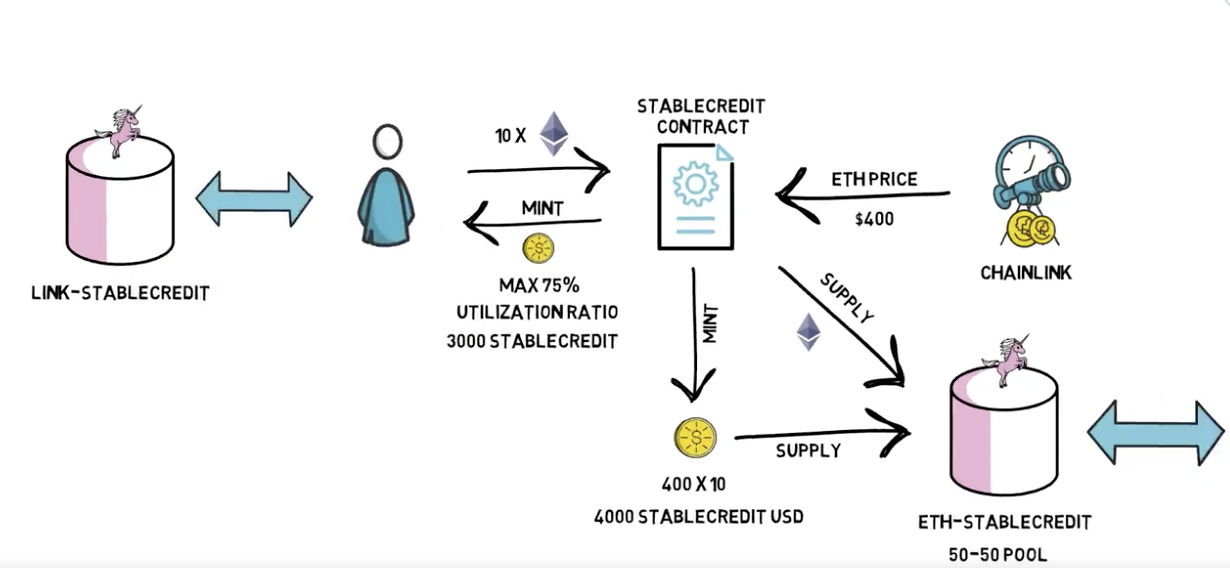 STABLECREDIT
CONTRACT
10 X
ETH PRICE
$400
MINT
MAX 75%
UTILIZATION RATIO
3000 STABLECREDIT
LINK-STABLECREDIT
CHAINLINK
SUPPLY
MINT
SUPPLY
400 X 10
4000 STABLECREDIT USD
ETH-STABLECREDIT
50-50 POOL